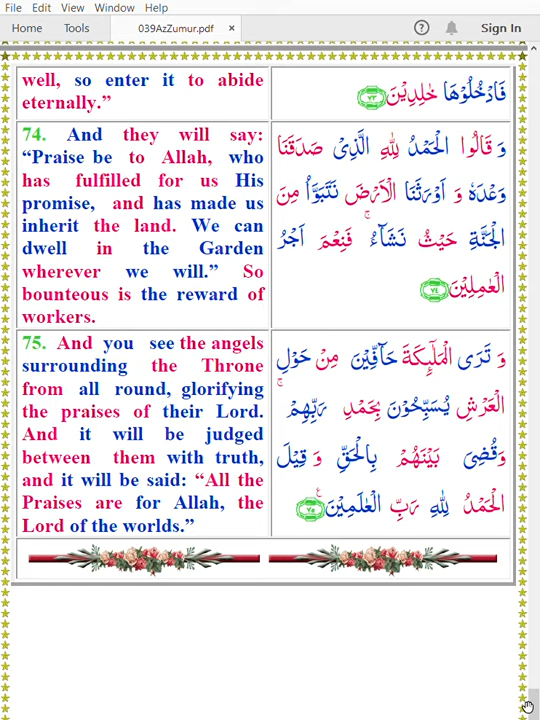 File Edit View Window Help
Home Tools 039AzZumur.pdf × ? Sign In
well, so enter it to abide
eternally.”
فَادْخُلُوْهَا خٰلِدِيْنَ ﴿۷۳﴾
74. And they will say:
“Praise be to Allah, who
has fulfilled for us His
promise, and has made us
inherit the land. We can
dwell in the Garden
wherever we will.” So
bounteous is the reward of
workers.
وَ قَالُوا الْحَمْدُ لِلّٰهِ الَّذِيْ صَدَقَنَا
وَعْدَهٗ وَ اَوْرَثَنَا الْاَرْضَ نَتَبَوَّاُ مِنَ
الْجَنَّةِ حَيْثُ نَشَآءُ ۚ فَنِعْمَ اَجْرُ
الْعٰمِلِيْنَ ﴿۷۴﴾
75. And you see the angels
surrounding the Throne
from all round, glorifying
the praises of their Lord.
And it will be judged
between them with truth,
and it will be said: “All the
Praises are for Allah, the
Lord of the worlds.”
وَ تَرَى الْمَلٰٓئِكَةَ حَآفِّيْنَ مِنْ حَوْلِ
الْعَرْشِ يُسَبِّحُوْنَ بِحَمْدِ رَبِّهِمْ ۚ
وَقُضِيَ بَيْنَهُمْ بِالْحَقِّ وَ قِيْلَ
الْحَمْدُ لِلّٰهِ رَبِّ الْعٰلَمِيْنَ ﴿۷۵﴾